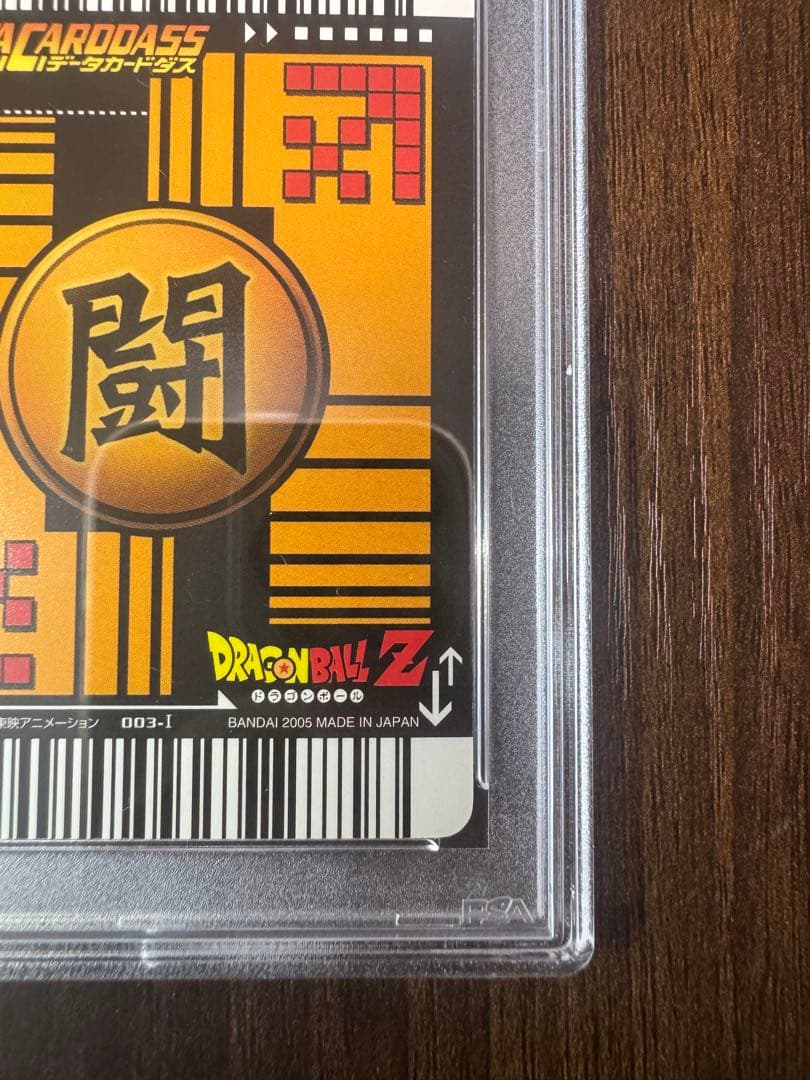 ACARDDASS
データカードダス
闘
DRAGON BALL Z
ドラゴンボール
東映アニメーション 003-I BANDAI 2005 MADE IN JAPAN
PSA